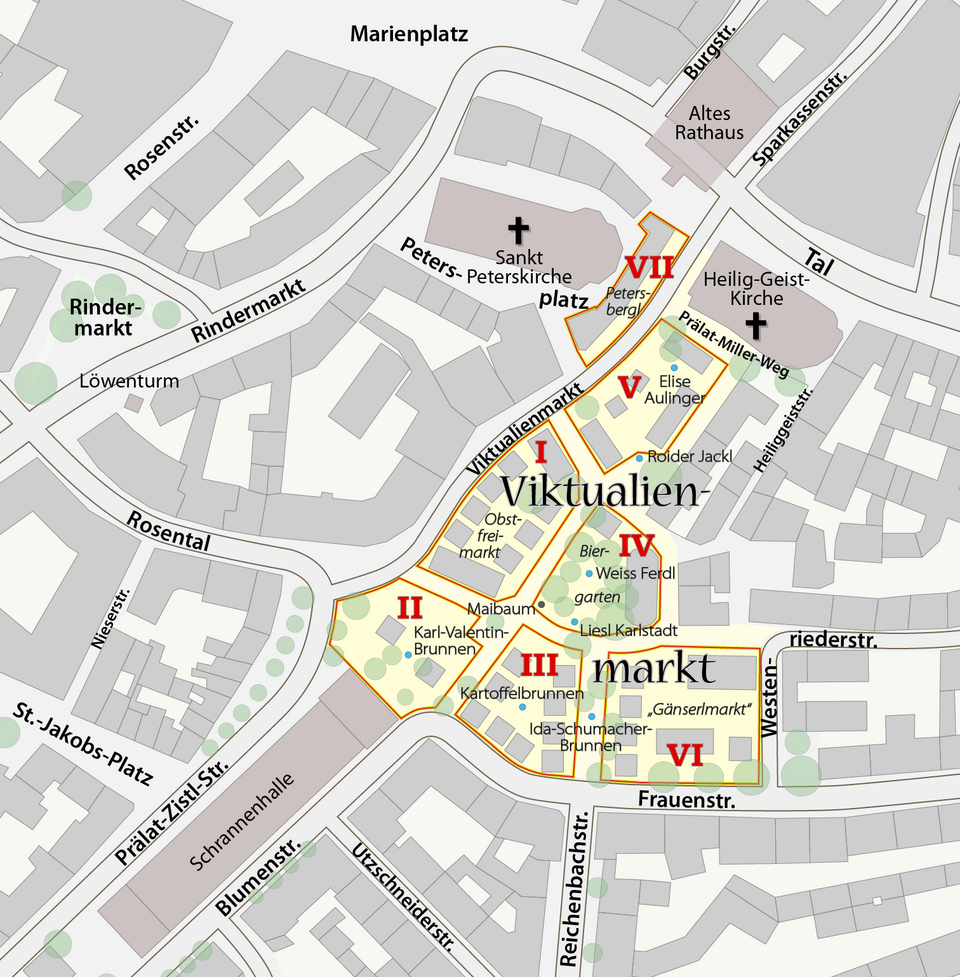 Marienplatz
Burgstr.
Altes
Rathaus
Sparkassenstr.
Rosenstr.
Sankt
Peterskirche
Peters-
platz
VII
Peters-
bergl
Heilig-Geist-
Kirche
Tal
Prälat-Miller-Weg
Rinder-
markt
Rindermarkt
Löwenturm
V
Elise
Aulinger
Heiliggeiststr.
Viktualienmarkt
Roider Jackl
I
Viktualien-
Obst-
frei-
markt
Rosental
Bier-
IV
Weiss Ferdl
garten
Maibaum
Liesl Karlstadt
II
Karl-Valentin-
Brunnen
Nieserstr.
III
markt
riederstr.
Westen-
Kartoffelbrunnen
„Gänserlmarkt“
Ida-Schumacher-
Brunnen
VI
St.-Jakobs-Platz
Frauenstr.
Prälat-Zistl-Str.
Schrannenhalle
Blumenstr.
Utzschneiderstr.
Reichenbachstr.